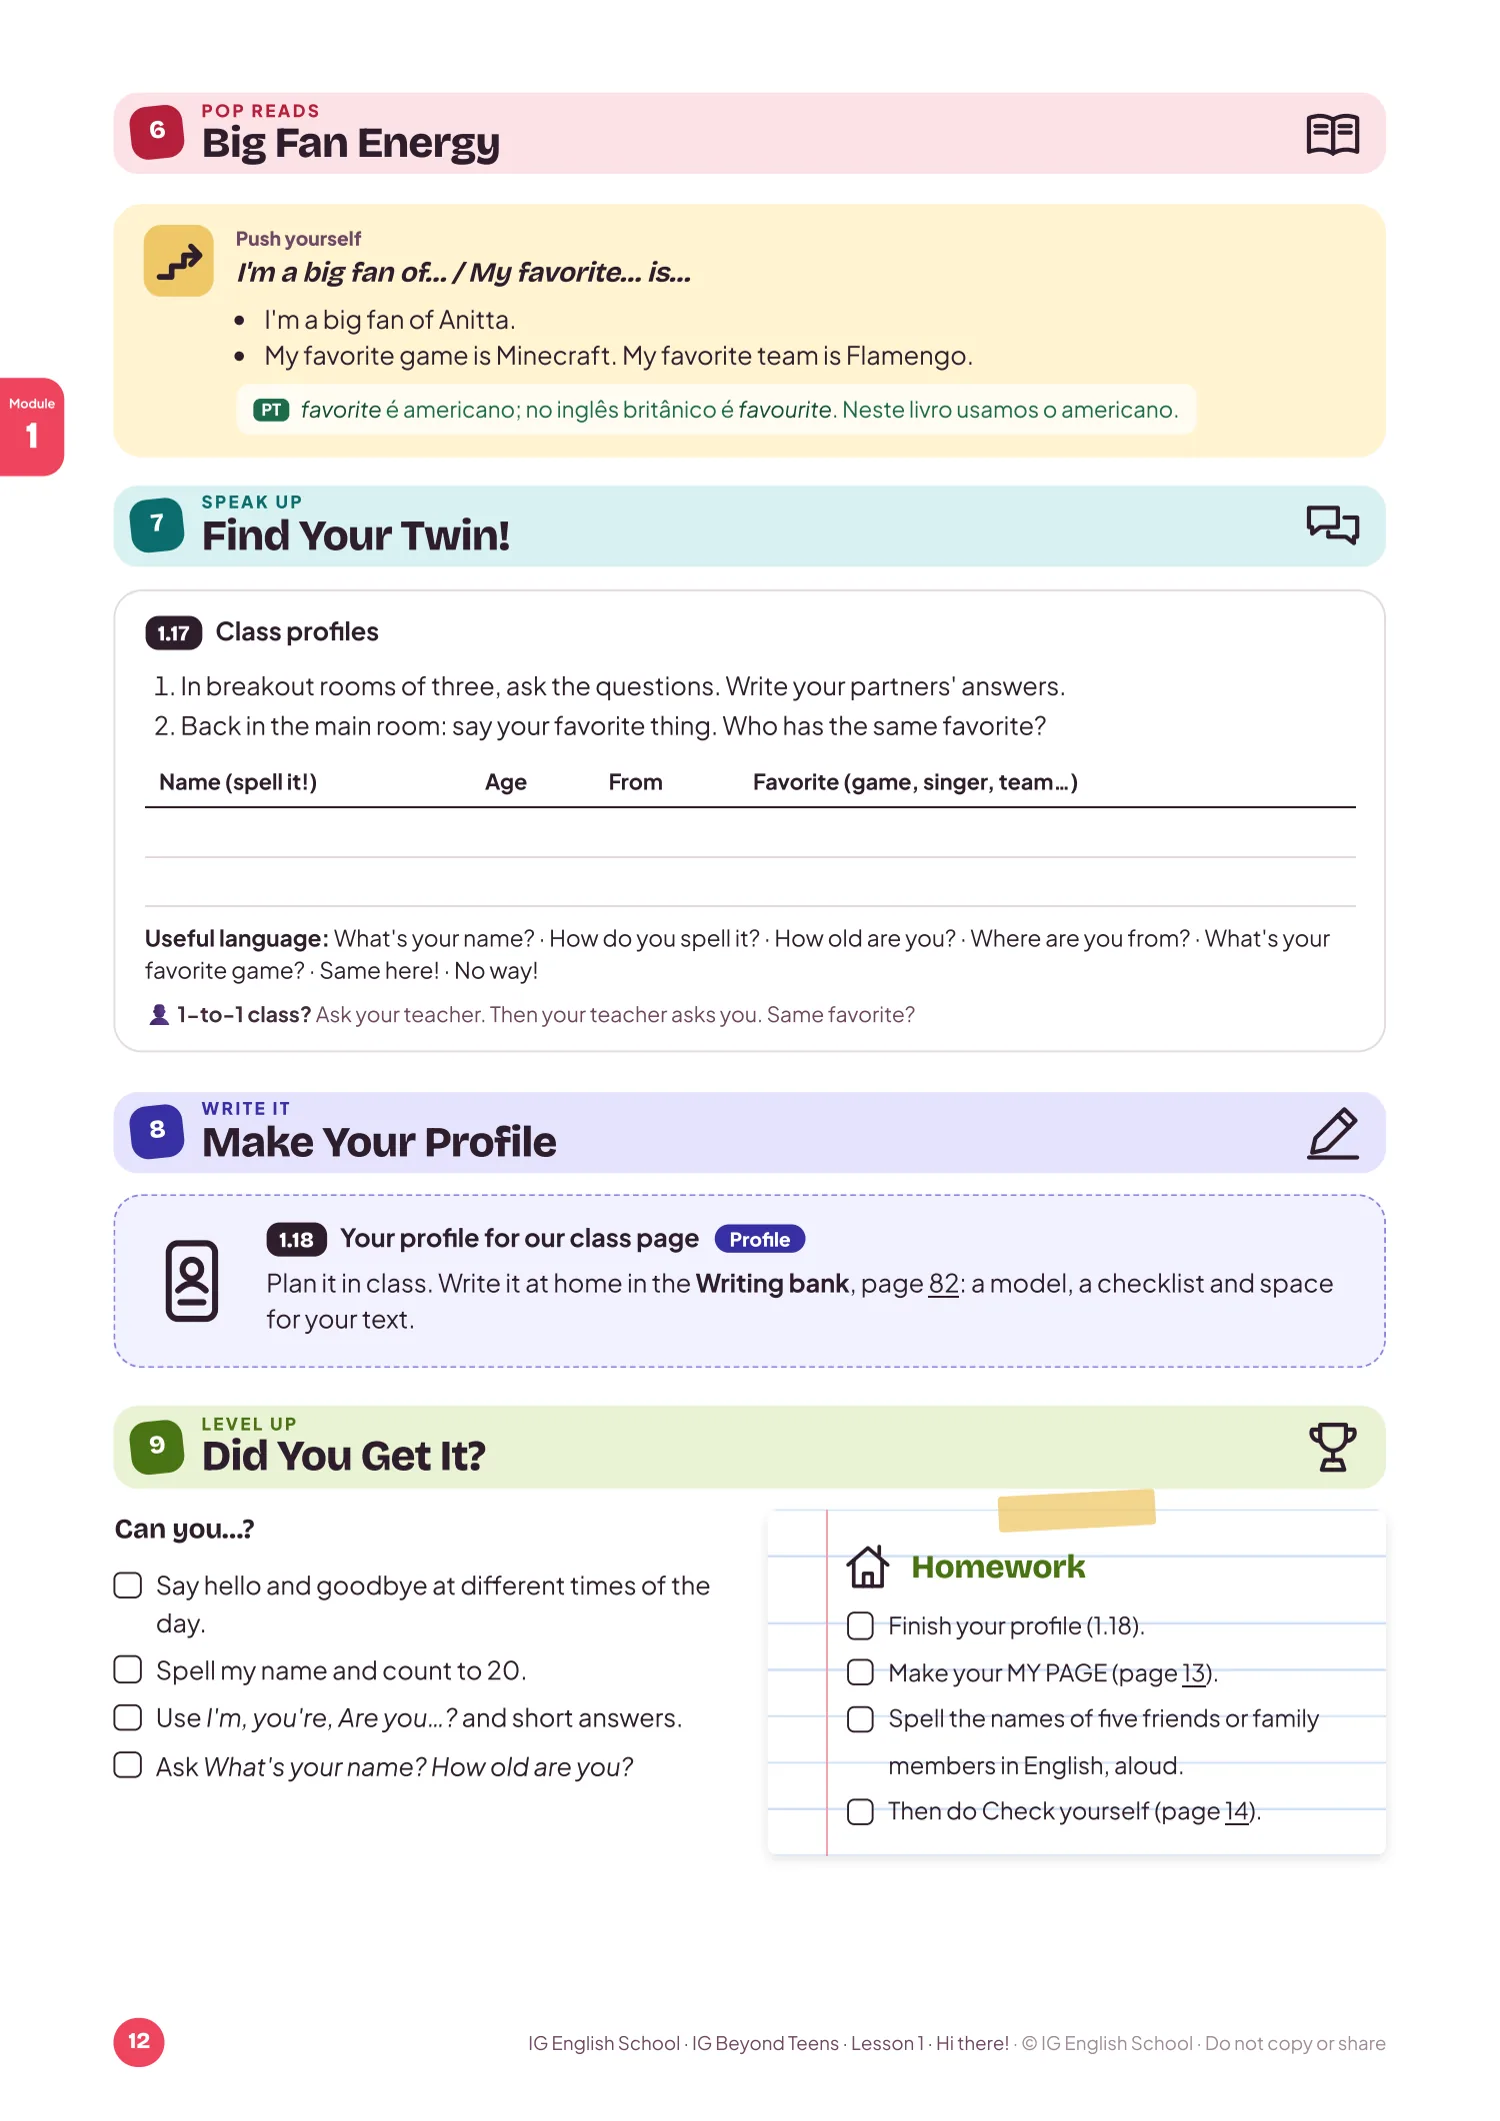 6
POP READS
Big Fan Energy
Push yourself
I'm a big fan of... / My favorite... is...
• I'm a big fan of Anitta.
• My favorite game is Minecraft. My favorite team is Flamengo.
PT favorite é americano; no inglês britânico é favourite. Neste livro usamos o americano.
Module
1
7
SPEAK UP
Find Your Twin!
1.17 Class profiles
1. In breakout rooms of three, ask the questions. Write your partners' answers.
2. Back in the main room: say your favorite thing. Who has the same favorite?
Name (spell it!) Age From Favorite (game, singer, team...)
Useful language: What's your name? · How do you spell it? · How old are you? · Where are you from? · What's your
favorite game? · Same here! · No way!
1-to-1 class? Ask your teacher. Then your teacher asks you. Same favorite?
8
WRITE IT
Make Your Profile
1.18 Your profile for our class page Profile
Plan it in class. Write it at home in the Writing bank, page 82: a model, a checklist and space
for your text.
9
LEVEL UP
Did You Get It?
Can you...?
Say hello and goodbye at different times of the
day.
Spell my name and count to 20.
Use I'm, you're, Are you...? and short answers.
Ask What's your name? How old are you?
Homework
Finish your profile (1.18).
Make your MY PAGE (page 13).
Spell the names of five friends or family
members in English, aloud.
Then do Check yourself (page 14).
12
IG English School · IG Beyond Teens · Lesson 1 · Hi there! · © IG English School · Do not copy or share